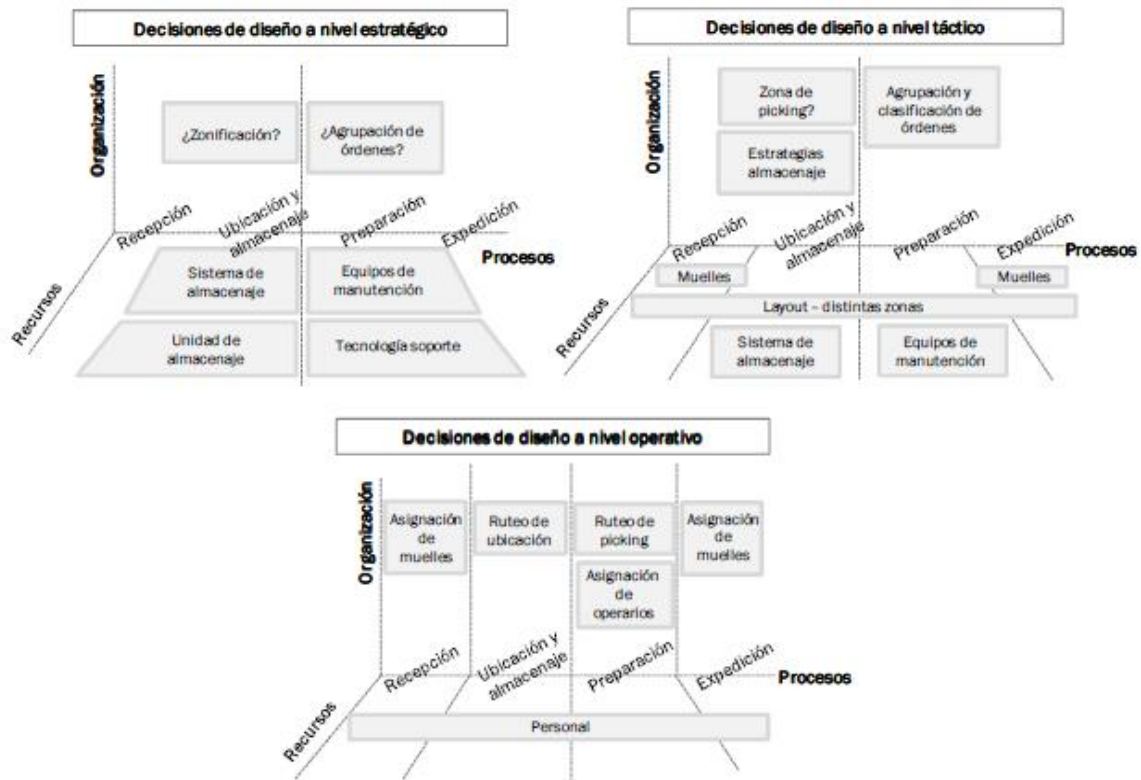 Decisiones de diseño a nivel estratégico
Organización
¿Zonificación?
¿Agrupación de
órdenes?
Recepción
Ubicación y
almacenaje
Preparación
Expedición
Procesos
Recursos
Sistema de
almacenaje
Equipos de
manutención
Unidad de
almacenaje
Tecnología soporte
Decisiones de diseño a nivel táctico
Organización
Zona de
picking?
Agrupación y
clasificación de
órdenes
Estrategias
almacenaje
Recepción
Ubicación y
almacenaje
Preparación
Expedición
Procesos
Recursos
Muelles
Muelles
Layout – distintas zonas
Sistema de
almacenaje
Equipos de
manutención
Decisiones de diseño a nivel operativo
Organización
Asignación
de
muelles
Ruteo de
ubicación
Ruteo de
picking
Asignación
de
muelles
Asignación
de
operarios
Recepción
Ubicación y
almacenaje
Preparación
Expedición
Procesos
Recursos
Personal